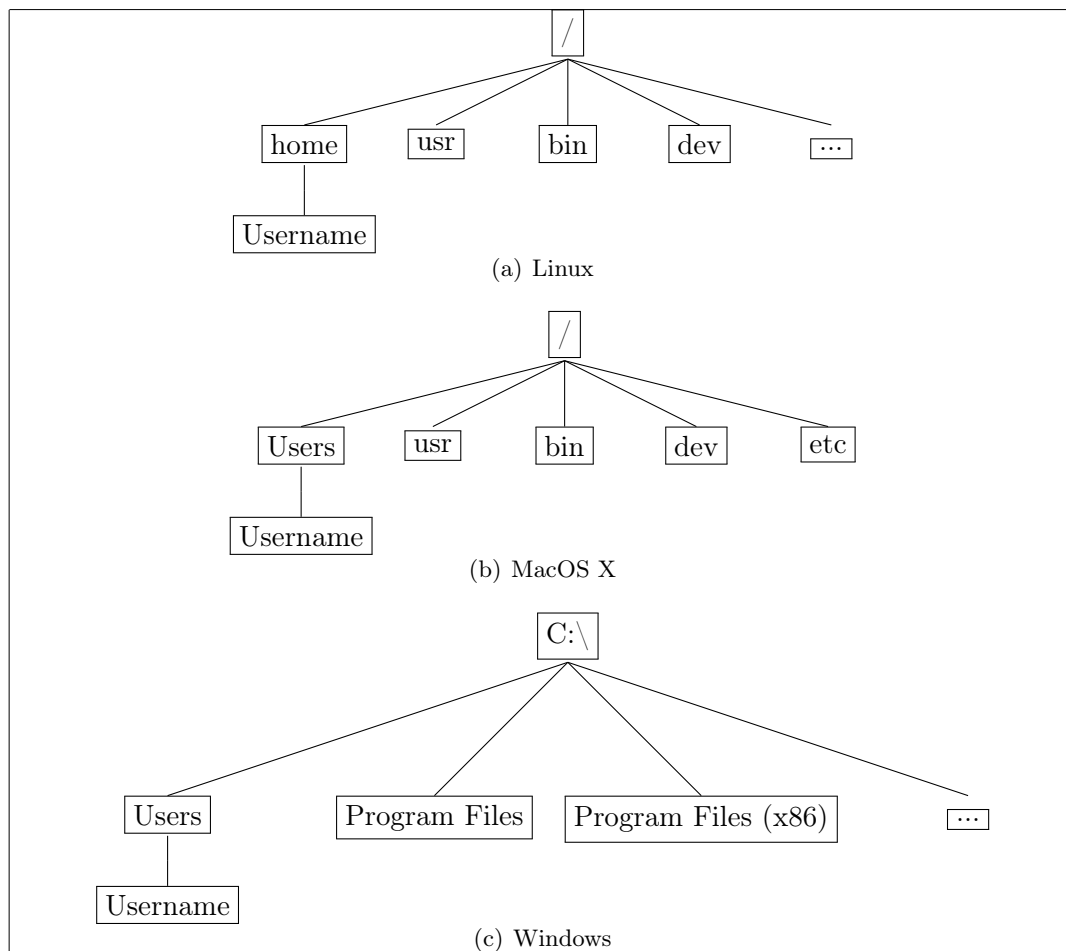 /
home usr bin dev ...
Username
(a) Linux
/
Users usr bin dev etc
Username
(b) MacOS X
C:\
Users Program Files Program Files (x86) ...
Username
(c) Windows